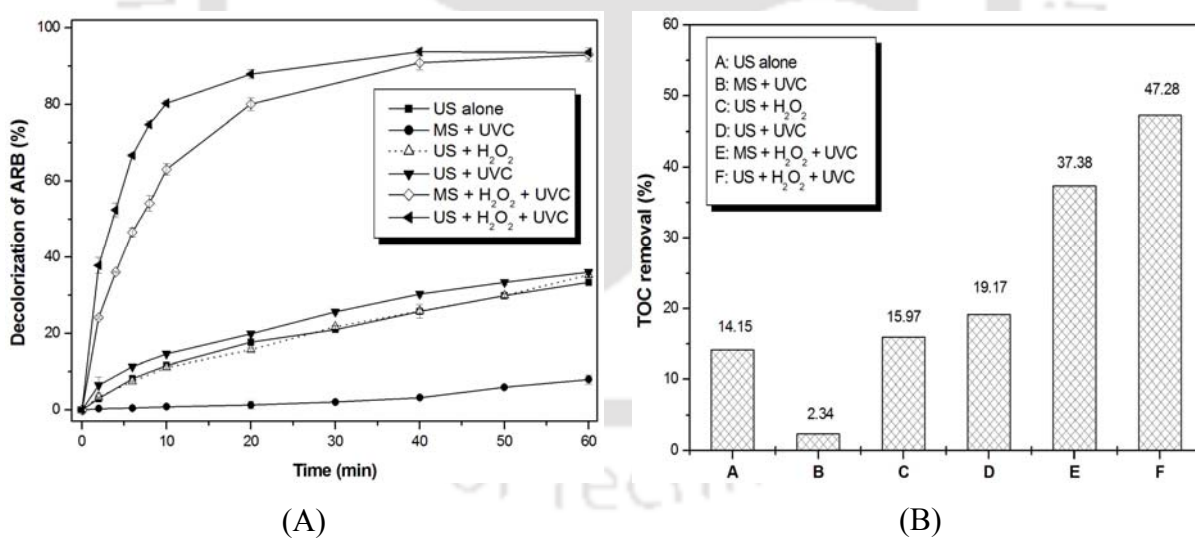 100
80
60
40
20
0
Decolorization of ARB (%)
US alone
MS + UVC
US + H₂O₂
US + UVC
MS + H₂O₂ + UVC
US + H₂O₂ + UVC
0 10 20 30 40 50 60
Time (min)
(A)
60
50
40
30
20
10
0
TOC removal (%)
A: US alone
B: MS + UVC
C: US + H₂O₂
D: US + UVC
E: MS + H₂O₂ + UVC
F: US + H₂O₂ + UVC
14.15
2.34
15.97
19.17
37.38
47.28
A B C D E F
(B)